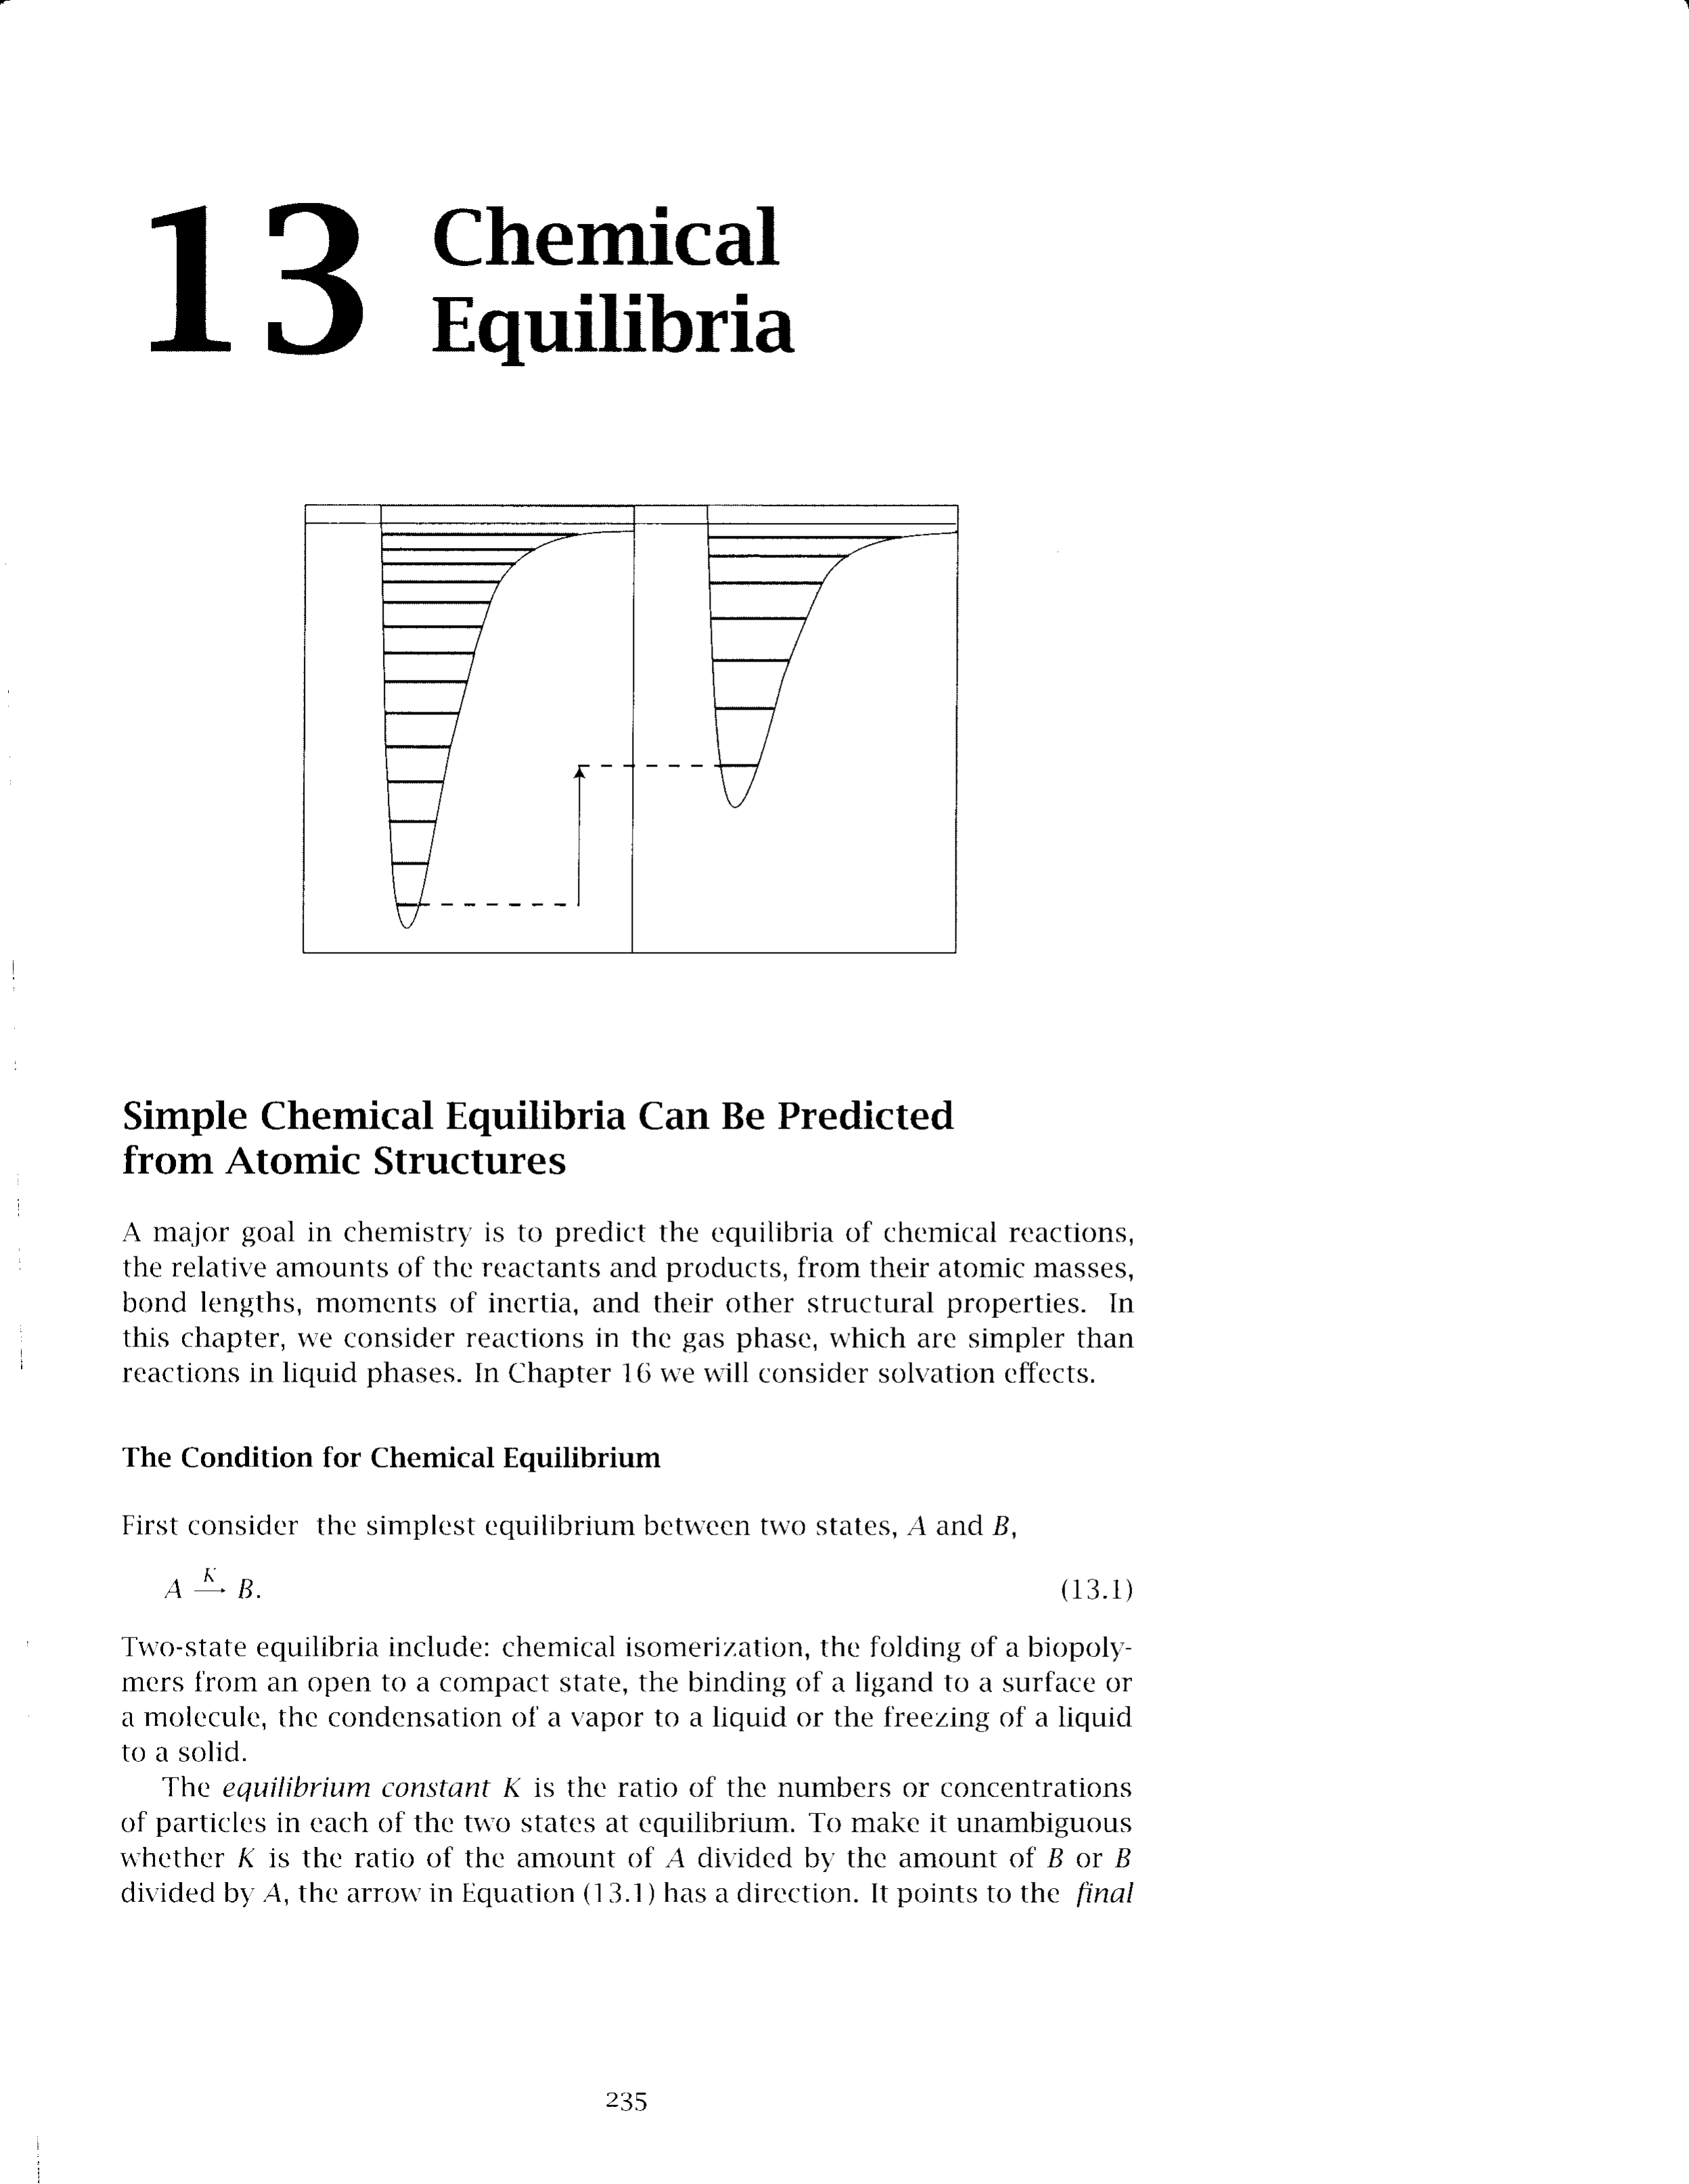 13 Chemical
Equilibria
Simple Chemical Equilibria Can Be Predicted
from Atomic Structures
A major goal in chemistry is to predict the equilibria of chemical reactions,
the relative amounts of the reactants and products, from their atomic masses,
bond lengths, moments of inertia, and their other structural properties. In
this chapter, we consider reactions in the gas phase, which are simpler than
reactions in liquid phases. In Chapter 16 we will consider solvation effects.
The Condition for Chemical Equilibrium
First consider the simplest equilibrium between two states, A and B,
A \xrightarrow{K} B. (13.1)
Two-state equilibria include: chemical isomerization, the folding of a biopoly-
mers from an open to a compact state, the binding of a ligand to a surface or
a molecule, the condensation of a vapor to a liquid or the freezing of a liquid
to a solid.
The equilibrium constant K is the ratio of the numbers or concentrations
of particles in each of the two states at equilibrium. To make it unambiguous
whether K is the ratio of the amount of A divided by the amount of B or B
divided by A, the arrow in Equation (13.1) has a direction. It points to the final
235